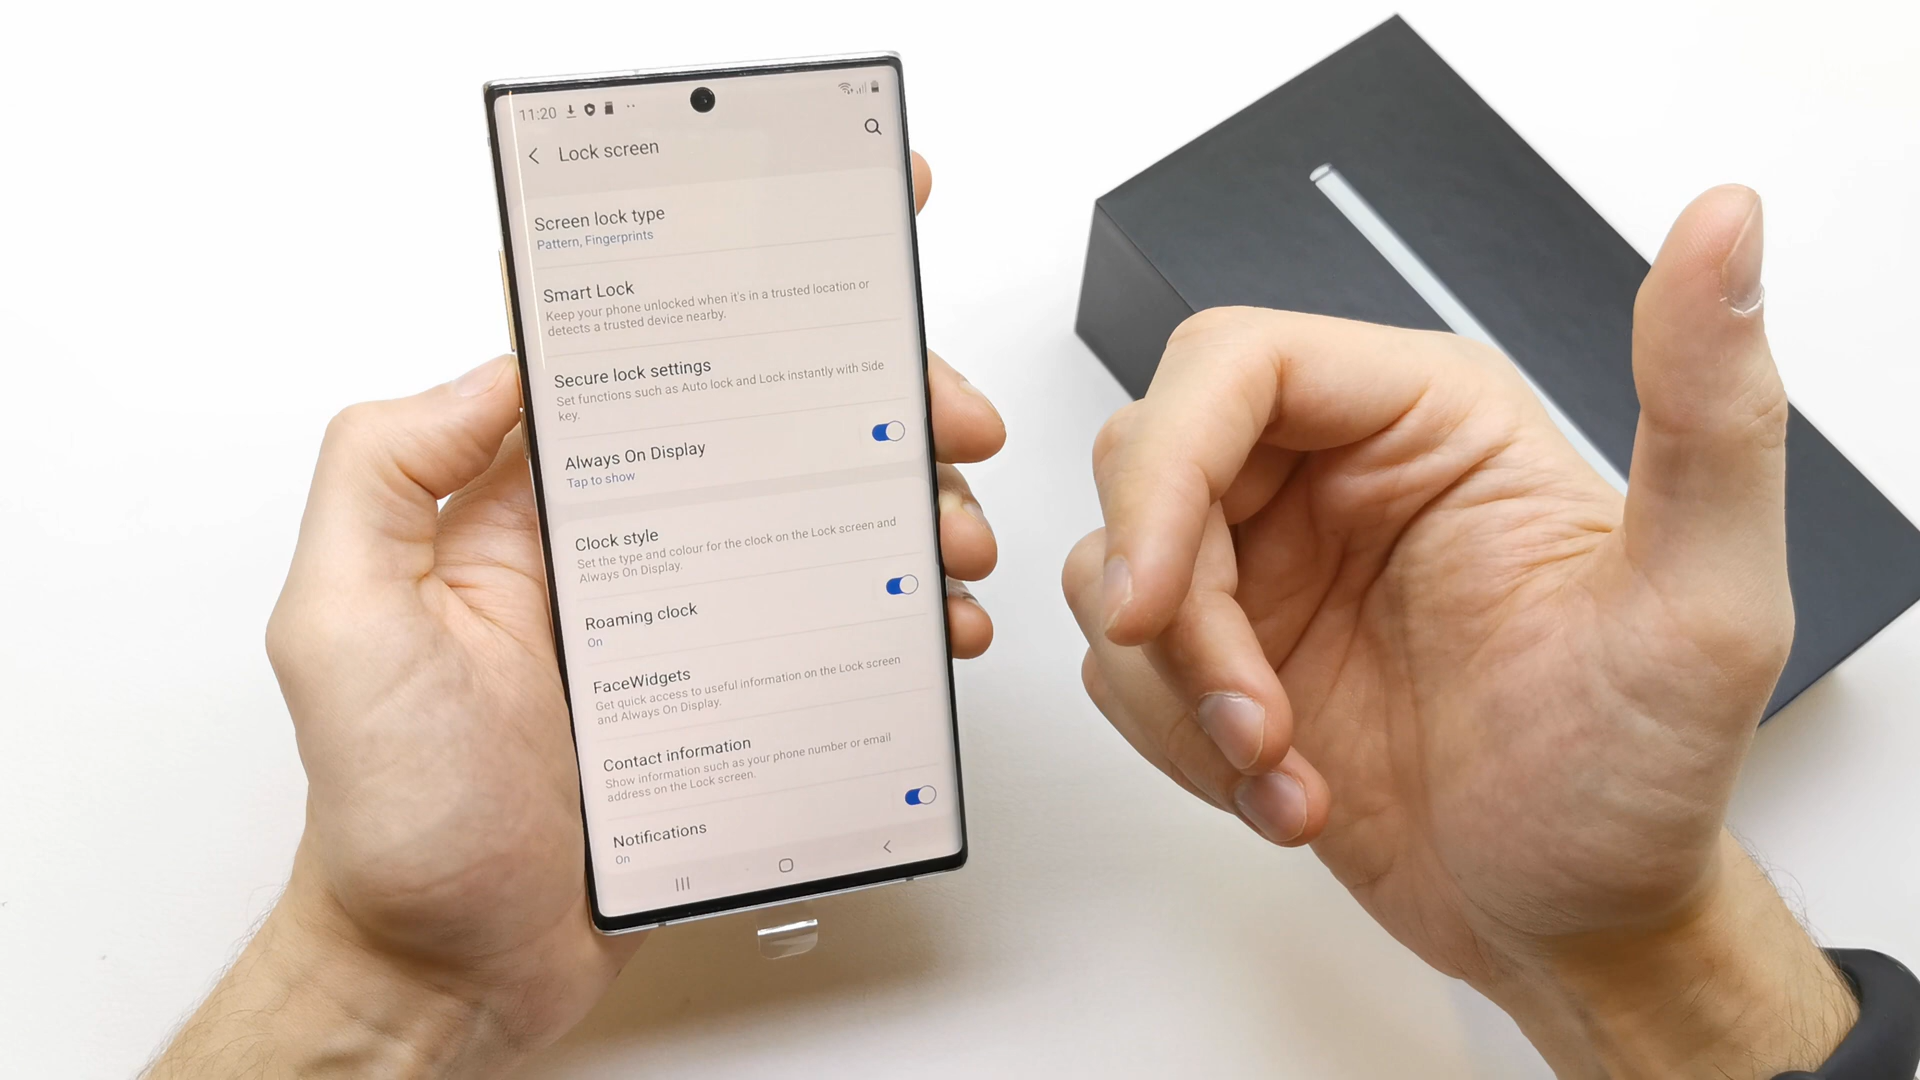 11:20
Lock screen
Screen lock type
Pattern, Fingerprints
Smart Lock
Keep your phone unlocked when it's in a trusted location or
detects a trusted device nearby.
Secure lock settings
Set functions such as Auto lock and Lock instantly with Side
key.
Always On Display
Tap to show
Clock style
Set the type and colour for the clock on the Lock screen and
Always On Display.
Roaming clock
On
FaceWidgets
Get quick access to useful information on the Lock screen
and Always On Display.
Contact information
Show information such as your phone number or email
address on the Lock screen.
Notifications
On